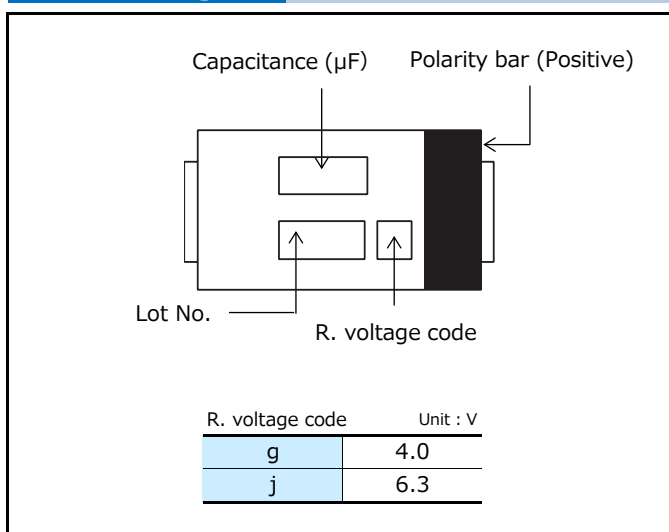 Capacitance (µF) Polarity bar (Positive)
Lot No.
R. voltage code
R. voltage code Unit : V
g 4.0
j 6.3